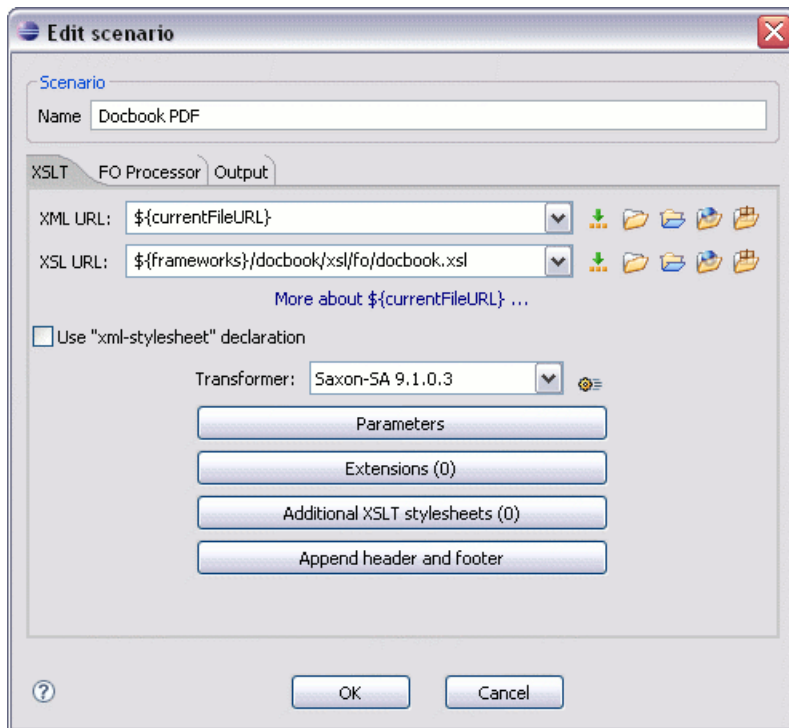 Edit scenario
Scenario
Name Docbook PDF
XSLT FO Processor Output
XML URL: ${currentFileURL}
XSL URL: ${frameworks}/docbook/xsl/fo/docbook.xsl
More about ${currentFileURL} ...
Use "xml-stylesheet" declaration
Transformer: Saxon-SA 9.1.0.3
Parameters
Extensions (0)
Additional XSLT stylesheets (0)
Append header and footer
? OK Cancel